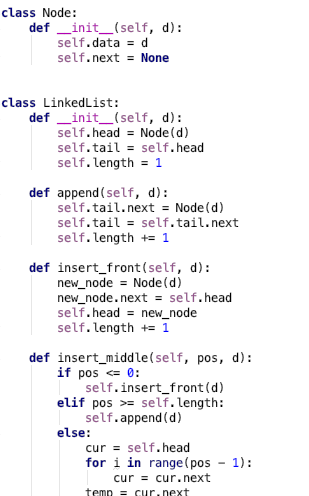 class Node:
    def __init__(self, d):
        self.data = d
        self.next = None
class LinkedList:
    def __init__(self, d):
        self.head = Node(d)
        self.tail = self.head
        self.length = 1
    def append(self, d):
        self.tail.next = Node(d)
        self.tail = self.tail.next
        self.length += 1
    def insert_front(self, d):
        new_node = Node(d)
        new_node.next = self.head
        self.head = new_node
        self.length += 1
    def insert_middle(self, pos, d):
        if pos <= 0:
            self.insert_front(d)
        elif pos >= self.length:
            self.append(d)
        else:
            cur = self.head
            for i in range(pos - 1):
                cur = cur.next
            temp = cur.next